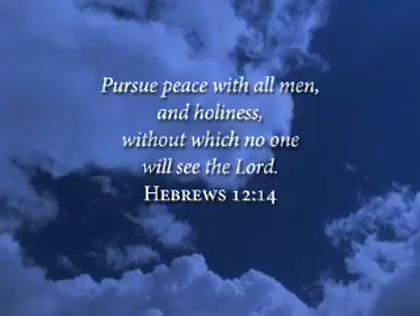 Pursue peace with all men,
and holiness,
without which no one
will see the Lord.
Hebrews 12:14